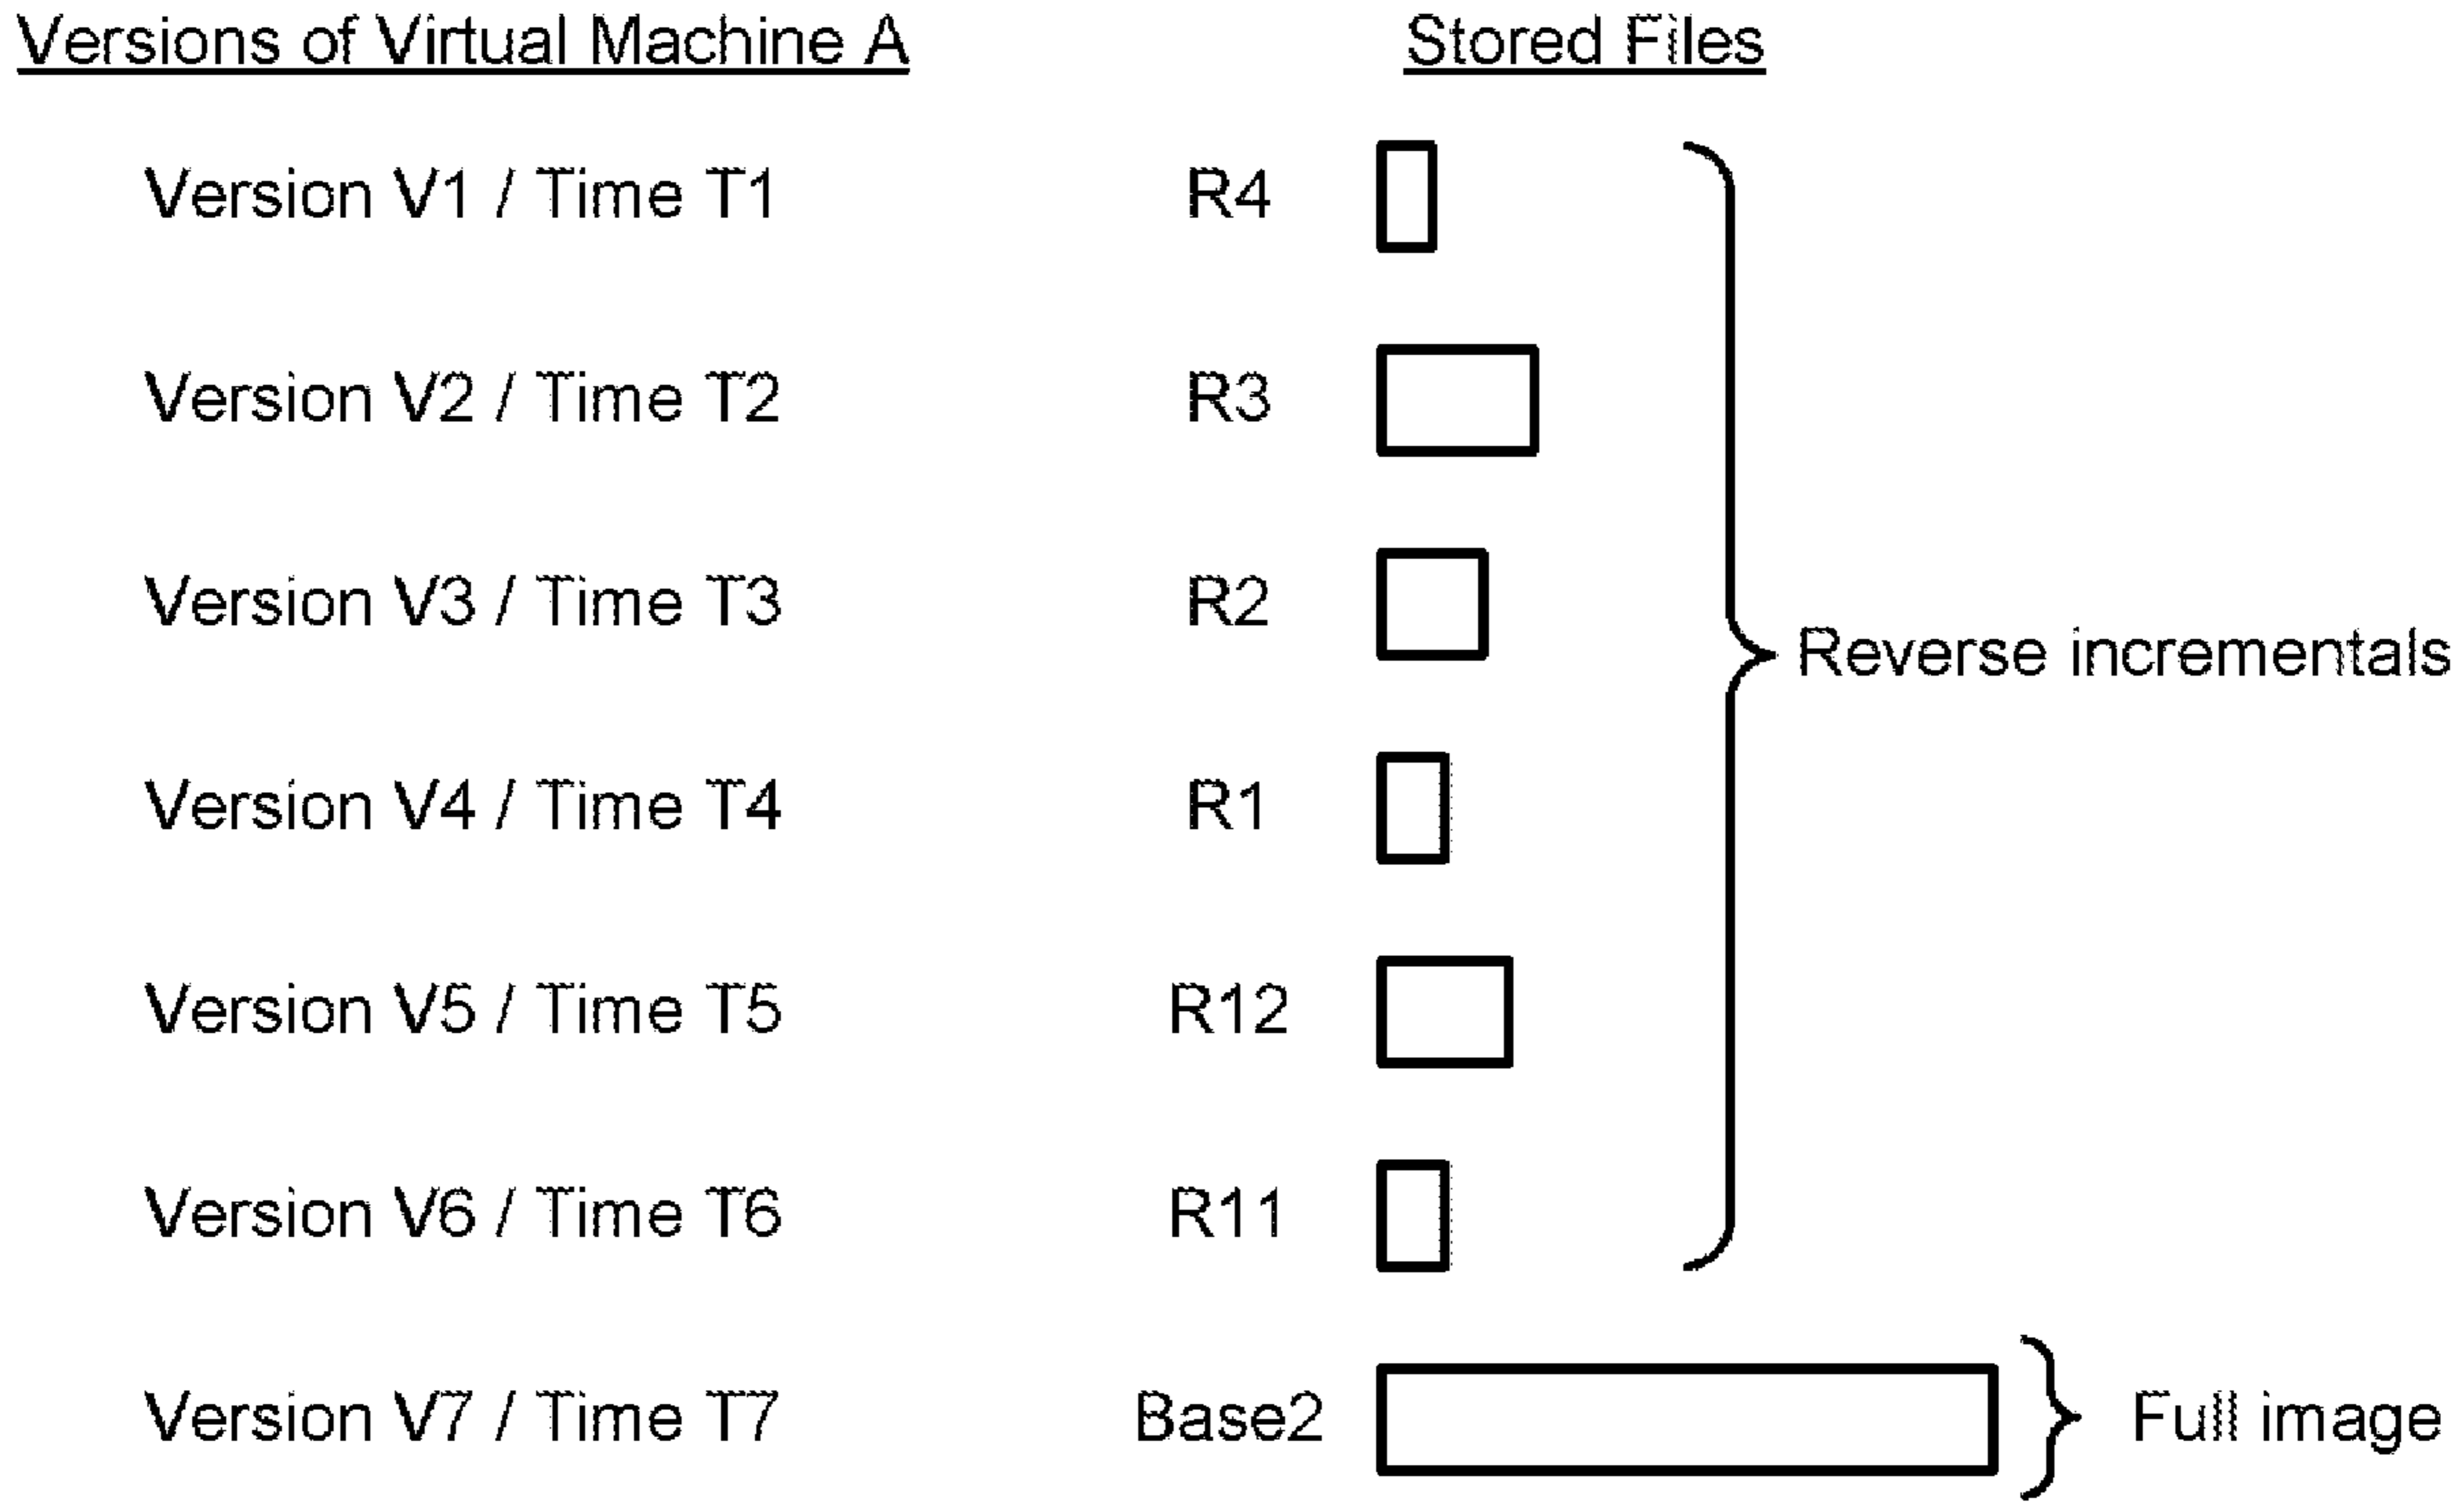 Versions of Virtual Machine A Stored Files
Version V1 / Time T1 R4
Version V2 / Time T2 R3
Version V3 / Time T3 R2
Reverse incrementals
Version V4 / Time T4 R1
Version V5 / Time T5 R12
Version V6 / Time T6 R11
Version V7 / Time T7 Base2 Full image